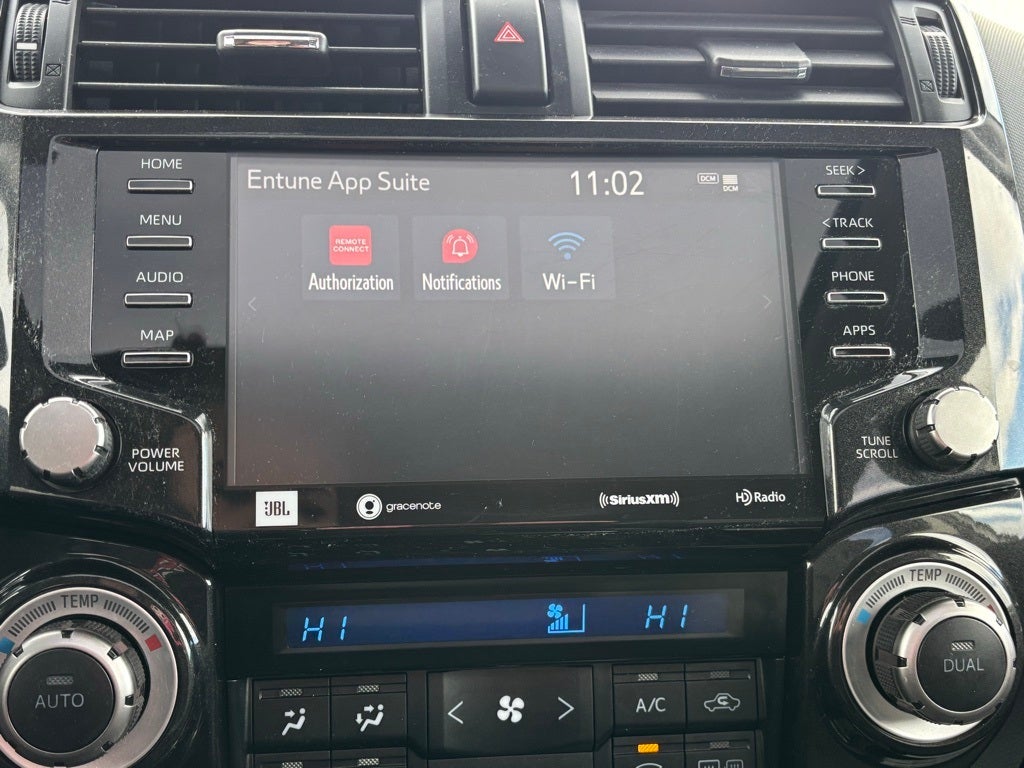 HOME
MENU
AUDIO
MAP
POWER
VOLUME
Entune App Suite 11:02 DCM DCM
REMOTE
CONNECT
Authorization Notifications Wi-Fi
SEEK >
< TRACK
PHONE
APPS
TUNE
SCROLL
JBL gracenote ((SiriusXM)) HD Radio
TEMP
AUTO
HI HI
A/C
TEMP
DUAL